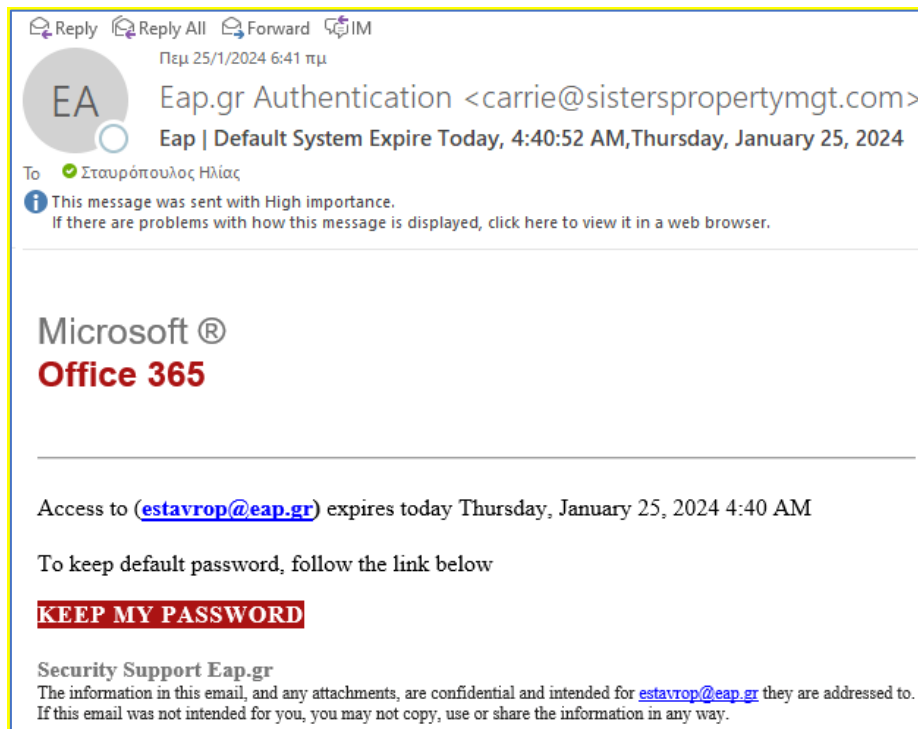 Reply Reply All Forward IM
Πεμ 25/1/2024 6:41 πμ
EA
Eap.gr Authentication <carrie@sisterspropertymgt.com>
Eap | Default System Expire Today, 4:40:52 AM,Thursday, January 25, 2024
To Σταυρόπουλος Ηλίας
This message was sent with High importance.
If there are problems with how this message is displayed, click here to view it in a web browser.
Microsoft ®
Office 365
Access to (estavrop@eap.gr) expires today Thursday, January 25, 2024 4:40 AM
To keep default password, follow the link below
KEEP MY PASSWORD
Security Support Eap.gr
The information in this email, and any attachments, are confidential and intended for estavrop@eap.gr they are addressed to.
If this email was not intended for you, you may not copy, use or share the information in any way.